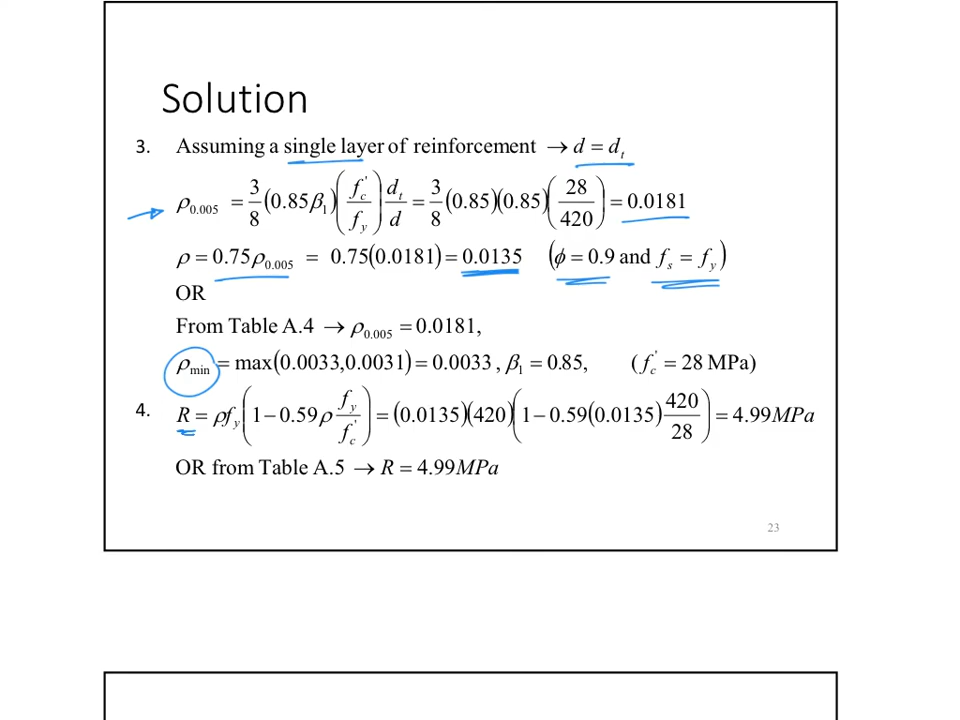 Solution
3. Assuming a single layer of reinforcement → d = d_t
ρ_0.005 = 3/8 (0.85β_1)(f'_c / f_y) d_t/d = 3/8 (0.85)(0.85)(28/420) = 0.0181
ρ = 0.75ρ_0.005 = 0.75(0.0181) = 0.0135 (ϕ = 0.9 and f_s = f_y)
OR
From Table A.4 → ρ_0.005 = 0.0181,
ρ_min = max(0.0033,0.0031) = 0.0033 , β_1 = 0.85, (f'_c = 28 MPa)
4. R = ρf_y(1 − 0.59ρ f_y/f'_c) = (0.0135)(420)(1 − 0.59(0.0135) 420/28) = 4.99MPa
OR from Table A.5 → R = 4.99MPa
23